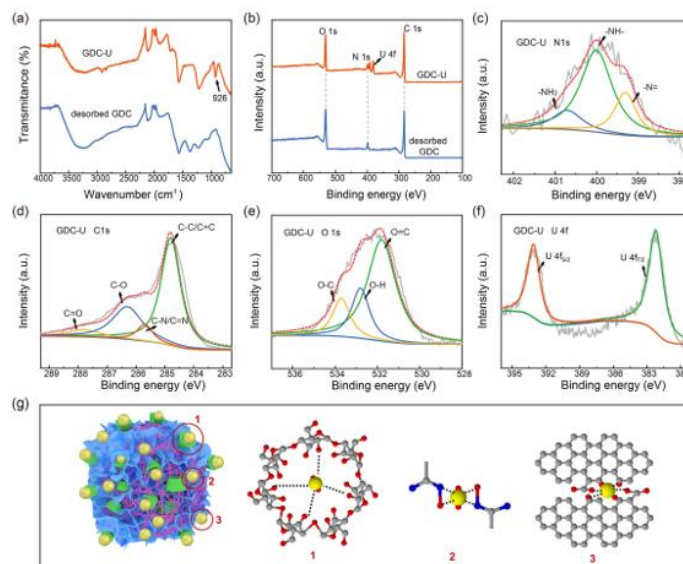 (a)
GDC-U
926
desorbed GDC
Transmitance (%)
4000 3500 3000 2500 2000 1500 1000
Wavenumber (cm⁻¹)
(b)
O 1s
C 1s
N 1s
U 4f
GDC-U
desorbed
GDC
Intensity (a.u.)
700 600 500 400 300 200 100
Binding energy (eV)
(c)
GDC-U N1s
-NH-
-NH₂
-N=
Intensity (a.u.)
402 401 400 399
Binding energy (eV)
(d)
GDC-U C1s
C-C/C=C
C-O
C=O
C-N/C=N
Intensity (a.u.)
289 288 287 286 285 284 283
Binding energy (eV)
(e)
GDC-U O 1s
O=C
O-C
O-H
Intensity (a.u.)
536 534 532 530 528
Binding energy (eV)
(f)
GDC-U U 4f
U 4f5/2
U 4f7/2
Intensity (a.u.)
395 392 389 386 383
Binding energy (eV)
(g)
1
2
3
1
2
3